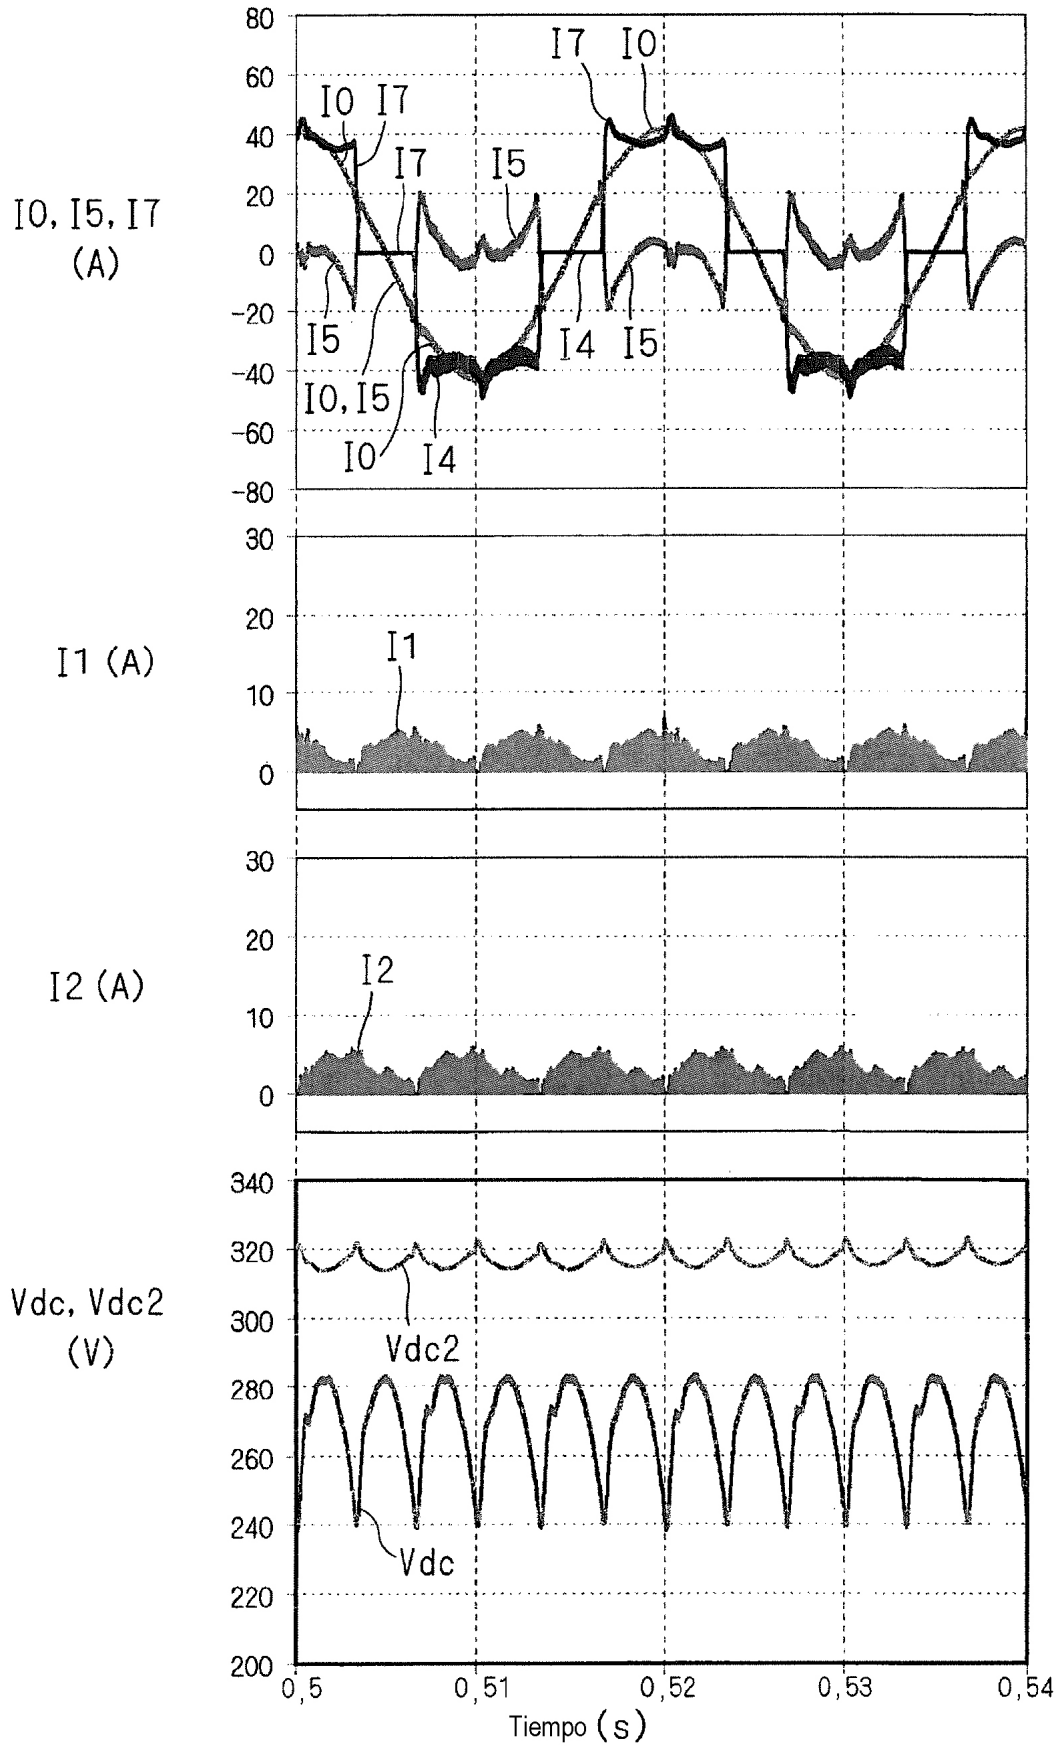 80
60
40
20
0
-20
-40
-60
-80
I0, I5, I7
(A)
I0
I7
I7
I5
I7
I0
I5
I0, I5
I0
I4
I4
I5
30
20
10
0
I1 (A)
I1
30
20
10
0
I2 (A)
I2
340
320
300
280
260
240
220
200
Vdc, Vdc2
(V)
Vdc2
Vdc
0,5
0,51
0,52
0,53
0,54
Tiempo (s)